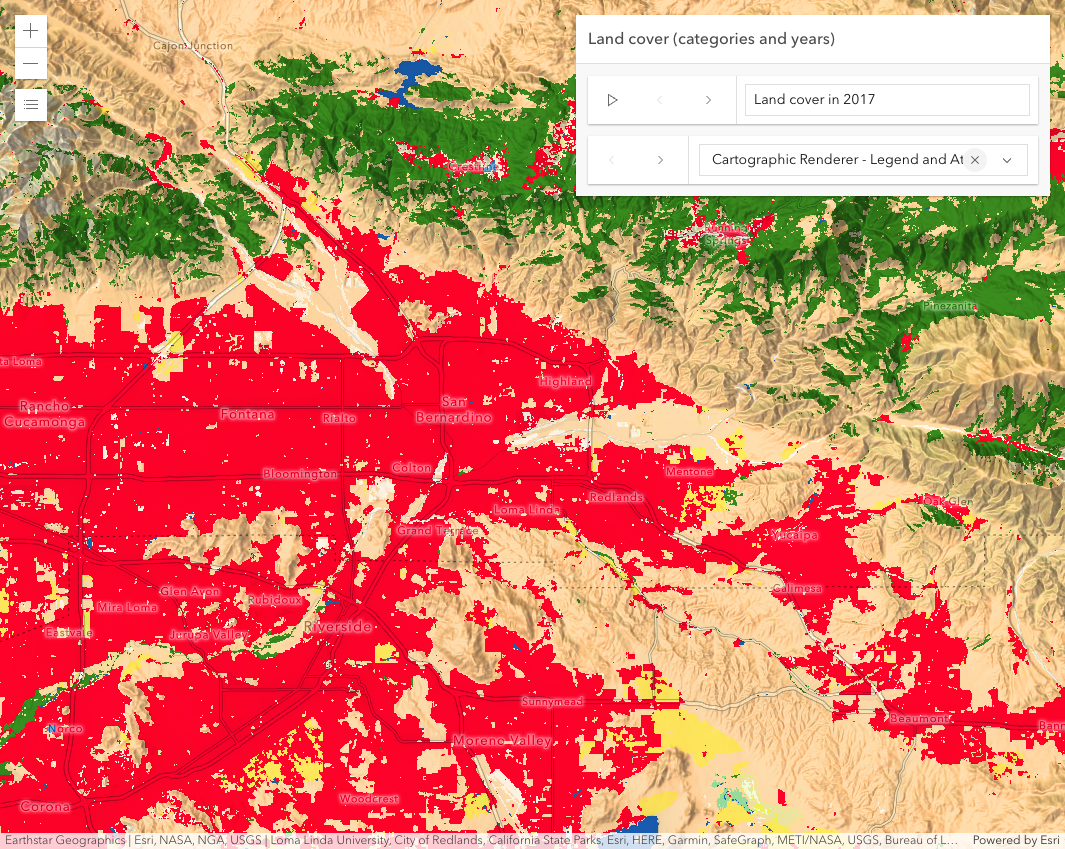 Cajon Junction
Land cover (categories and years)
Land cover in 2017
Cartographic Renderer - Legend and At
Crestline
Running
Springs
Pinezanita
ta Loma
Highland
Rancho
Cucamonga
Fontana
Rialto
San
Bernardino
Bloomington
Colton
Mentone
Redlands
Loma Linda
Oak Glen
Grand Terrace
Yucaipa
Glen Avon
Rubidoux
Calimesa
Mira Loma
Eastvale
Jurupa Valley
Riverside
Sunnymead
Norco
Beaumont
Bann
Moreno Valley
Woodcrest
Corona
Earthstar Geographics | Esri, NASA, NGA, USGS | Loma Linda University, City of Redlands, California State Parks, Esri, HERE, Garmin, SafeGraph, METI/NASA, USGS, Bureau of L...
Powered by Esri